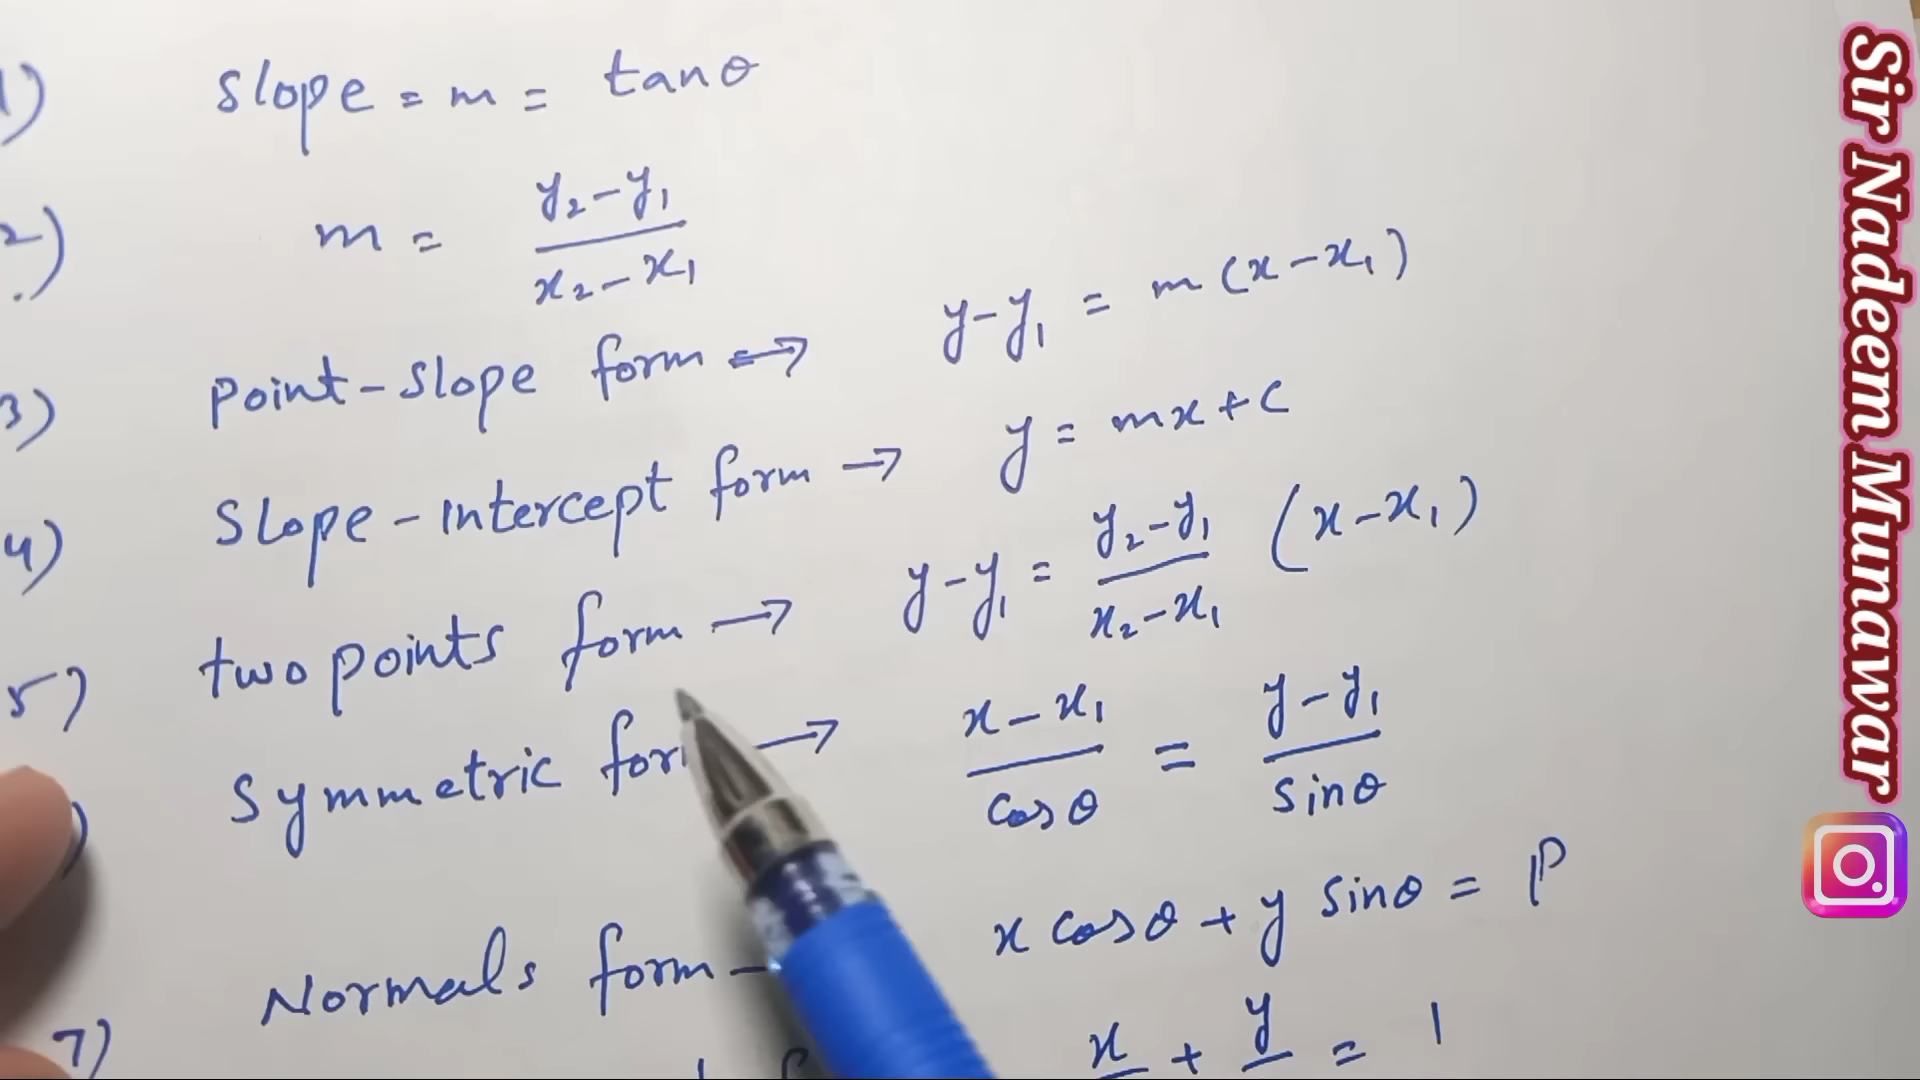 1) Slope = m = tanθ
2) m = y₂-y₁ / x₂-x₁
3) point-slope form → y-y₁ = m(x-x₁)
4) Slope-intercept form → y = mx+c
5) two points form → y-y₁ = y₂-y₁ / x₂-x₁ (x-x₁)
) Symmetric for → x-x₁ / cosθ = y-y₁ / sinθ
7) Normals form - x cosθ + y sinθ = P
x + y = 1
Sir Nadeem Munawar